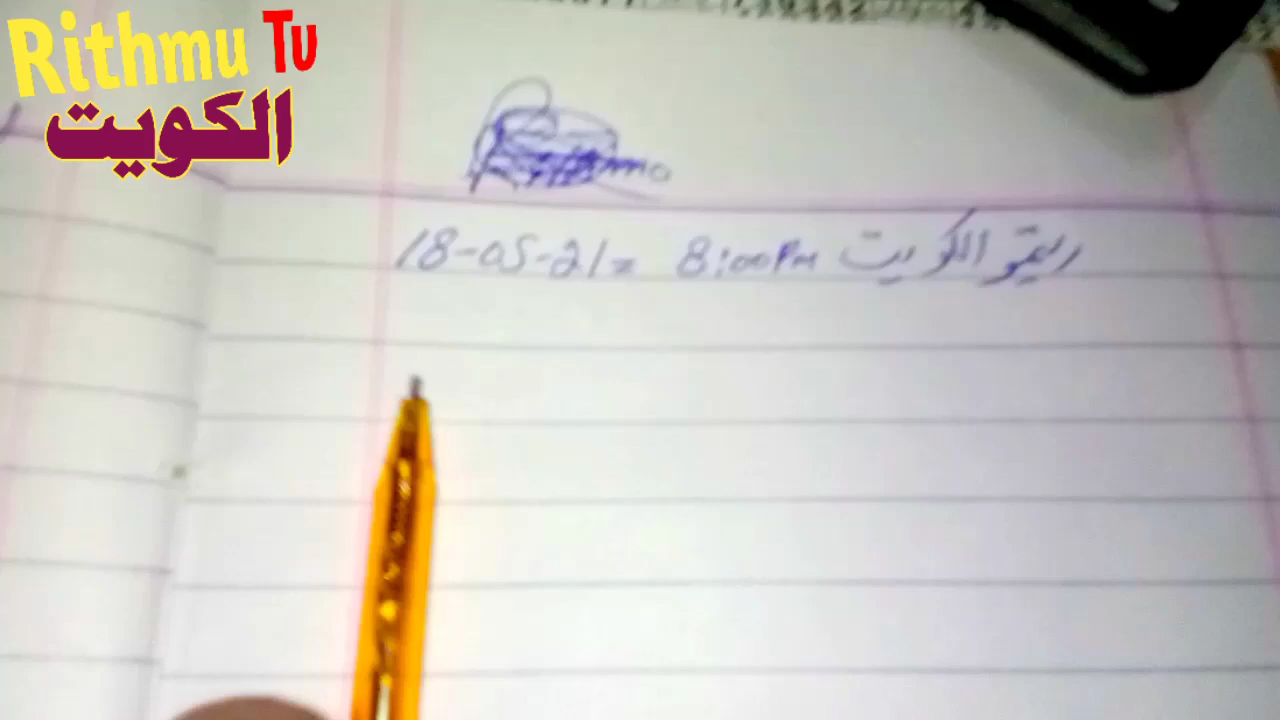 Rithmu Tu
الكويت
18-05-21= 8:00PM ريتمو الكويت